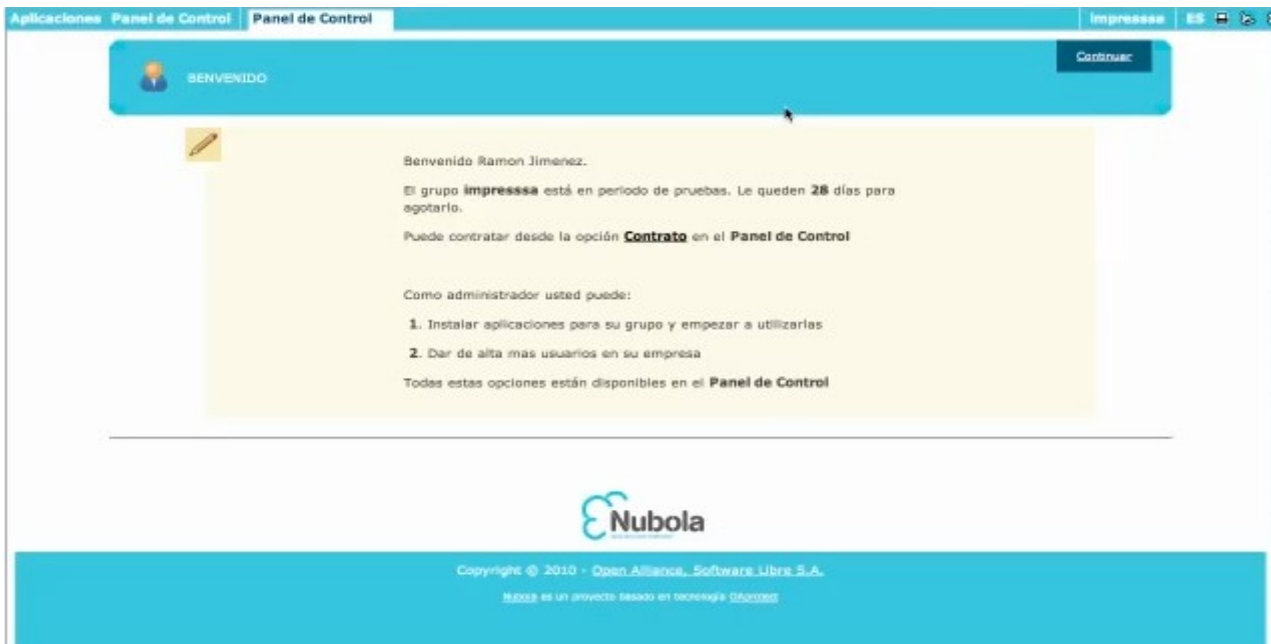 Aplicaciones Panel de Control Panel de Control Impresssa ES
Continuar
BENVENIDO
Benvenido Ramon Jimenez.
El grupo impresssa está en periodo de pruebas. Le queden 28 días para
agotarlo.
Puede contratar desde la opción Contrato en el Panel de Control
Como administrador usted puede:
1. Instalar aplicaciones para su grupo y empezar a utilizarlas
2. Dar de alta mas usuarios en su empresa
Todas estas opciones están disponibles en el Panel de Control
Nubola
Copyright © 2010 - Open Alliance, Software Libre S.A.
Nubola es un proyecto basado en tecnología OAproject